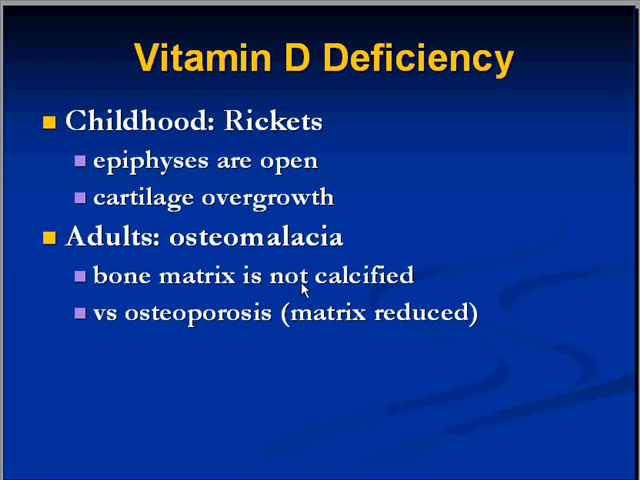 Vitamin D Deficiency
Childhood: Rickets
epiphyses are open
cartilage overgrowth
Adults: osteomalacia
bone matrix is not calcified
vs osteoporosis (matrix reduced)